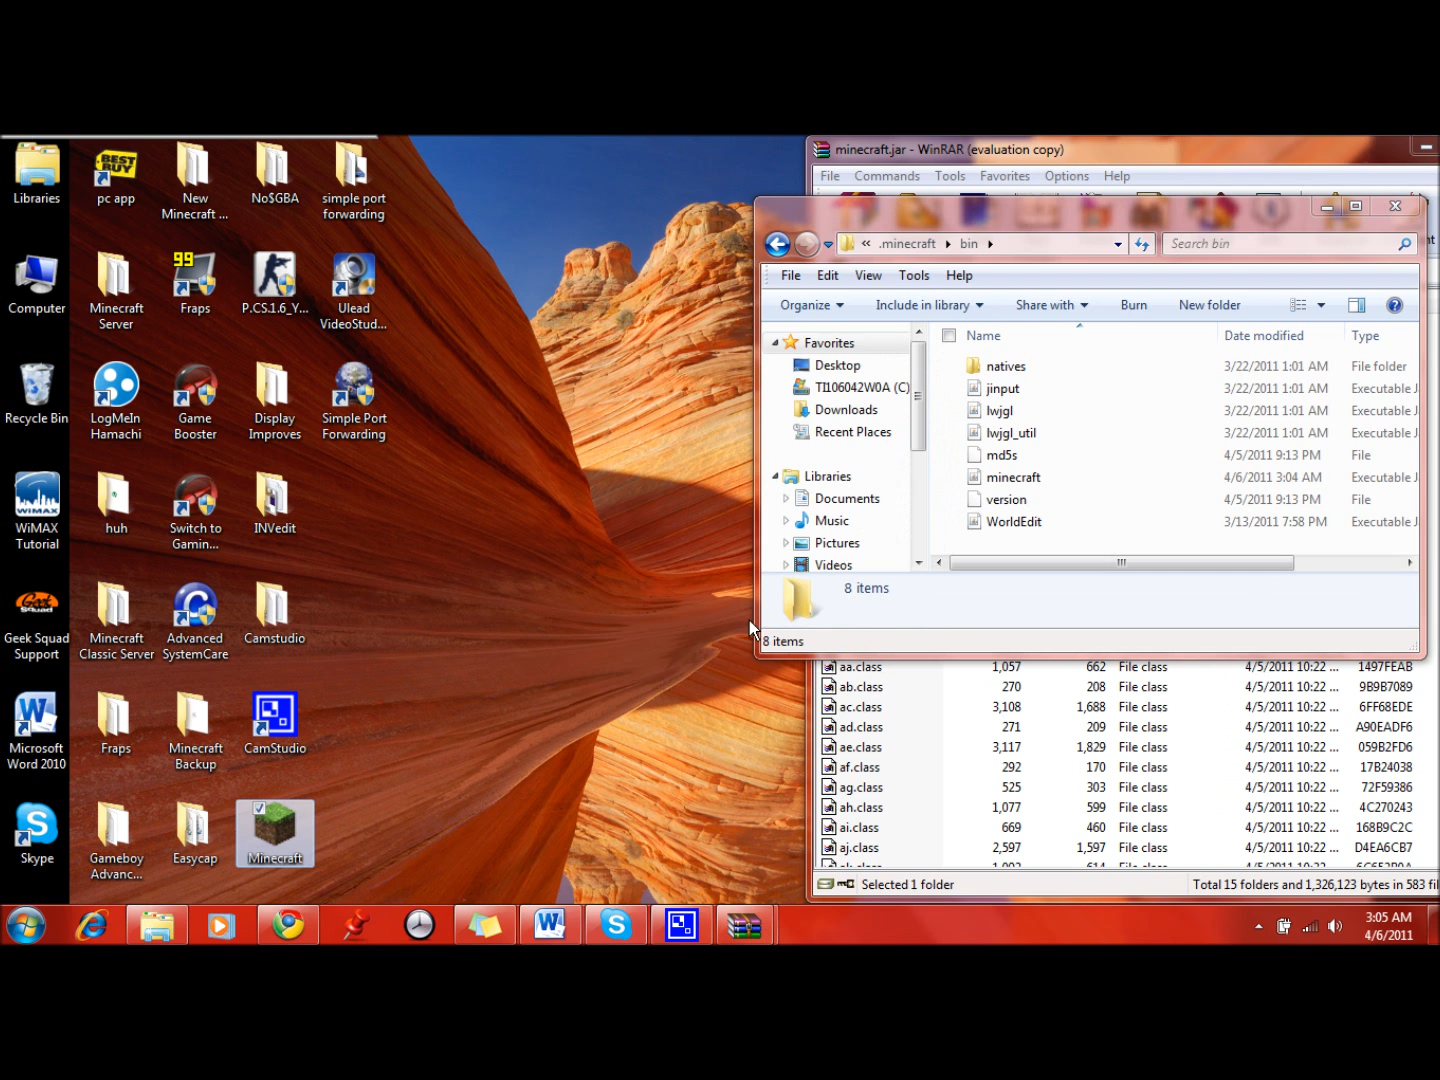 Libraries
BEST BUY
pc app
New
Minecraft ...
No$GBA
simple port
forwarding
Computer
Minecraft
Server
99
Fraps
P.CS.1.6_Y...
Ulead
VideoStud...
Recycle Bin
LogMeIn
Hamachi
Game
Booster
Display
Improves
Simple Port
Forwarding
WiMAX
WiMAX
Tutorial
huh
Switch to
Gamin...
INVedit
Geek Squad
Geek Squad
Support
Minecraft
Classic Server
Advanced
SystemCare
Camstudio
Microsoft
Word 2010
Fraps
Minecraft
Backup
CamStudio
Skype
Gameboy
Advanc...
Easycap
Minecraft
minecraft.jar - WinRAR (evaluation copy)
File Commands Tools Favorites Options Help
« .minecraft bin
Search bin
File Edit View Tools Help
Organize Include in library Share with Burn New folder
Name Date modified Type
Favorites
Desktop
TI106042W0A (C)
Downloads
Recent Places
Libraries
Documents
Music
Pictures
Videos
natives 3/22/2011 1:01 AM File folder
jinput 3/22/2011 1:01 AM Executable J
lwjgl 3/22/2011 1:01 AM Executable J
lwjgl_util 3/22/2011 1:01 AM Executable J
md5s 4/5/2011 9:13 PM File
minecraft 4/6/2011 3:04 AM Executable J
version 4/5/2011 9:13 PM File
WorldEdit 3/13/2011 7:58 PM Executable J
8 items
8 items
aa.class 1,057 662 File class 4/5/2011 10:22 ... 1497FEAB
ab.class 270 208 File class 4/5/2011 10:22 ... 9B9B7089
ac.class 3,108 1,688 File class 4/5/2011 10:22 ... 6FF68EDE
ad.class 271 209 File class 4/5/2011 10:22 ... A90EADF6
ae.class 3,117 1,829 File class 4/5/2011 10:22 ... 059B2FD6
af.class 292 170 File class 4/5/2011 10:22 ... 17B24038
ag.class 525 303 File class 4/5/2011 10:22 ... 72F59386
ah.class 1,077 599 File class 4/5/2011 10:22 ... 4C270243
ai.class 669 460 File class 4/5/2011 10:22 ... 168B9C2C
aj.class 2,597 1,597 File class 4/5/2011 10:22 ... D4EA6CB7
Selected 1 folder
Total 15 folders and 1,326,123 bytes in 583 fil
3:05 AM
4/6/2011